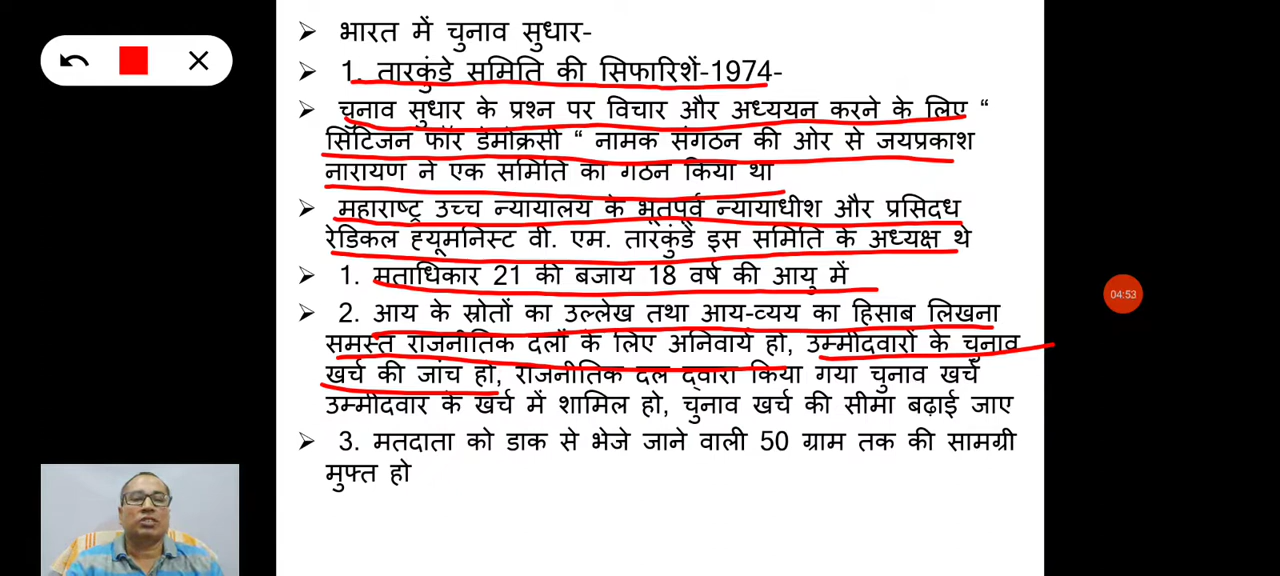 भारत में चुनाव सुधार-
1. तारकुंडे समिति की सिफारिशें-1974-
चुनाव सुधार के प्रश्न पर विचार और अध्ययन करने के लिए “
सिटिजन फॉर डेमोक्रसी “ नामक संगठन की ओर से जयप्रकाश
नारायण ने एक समिति का गठन किया था
महाराष्ट्र उच्च न्यायालय के भूतपूर्व न्यायाधीश और प्रसिदध
रेडिकल ह्यूमनिस्ट वी. एम. तारकुंडे इस समिति के अध्यक्ष थे
1. मताधिकार 21 की बजाय 18 वर्ष की आयु में
2. आय के स्रोतों का उल्लेख तथा आय-व्यय का हिसाब लिखना
समस्त राजनीतिक दलों के लिए अनिवार्य हो, उम्मीदवारों के चुनाव
खर्च की जांच हो, राजनीतिक दल द्वारा किया गया चुनाव खर्च
उम्मीदवार के खर्च में शामिल हो, चुनाव खर्च की सीमा बढ़ाई जाए
3. मतदाता को डाक से भेजे जाने वाली 50 ग्राम तक की सामग्री
मुफ्त हो
04:53